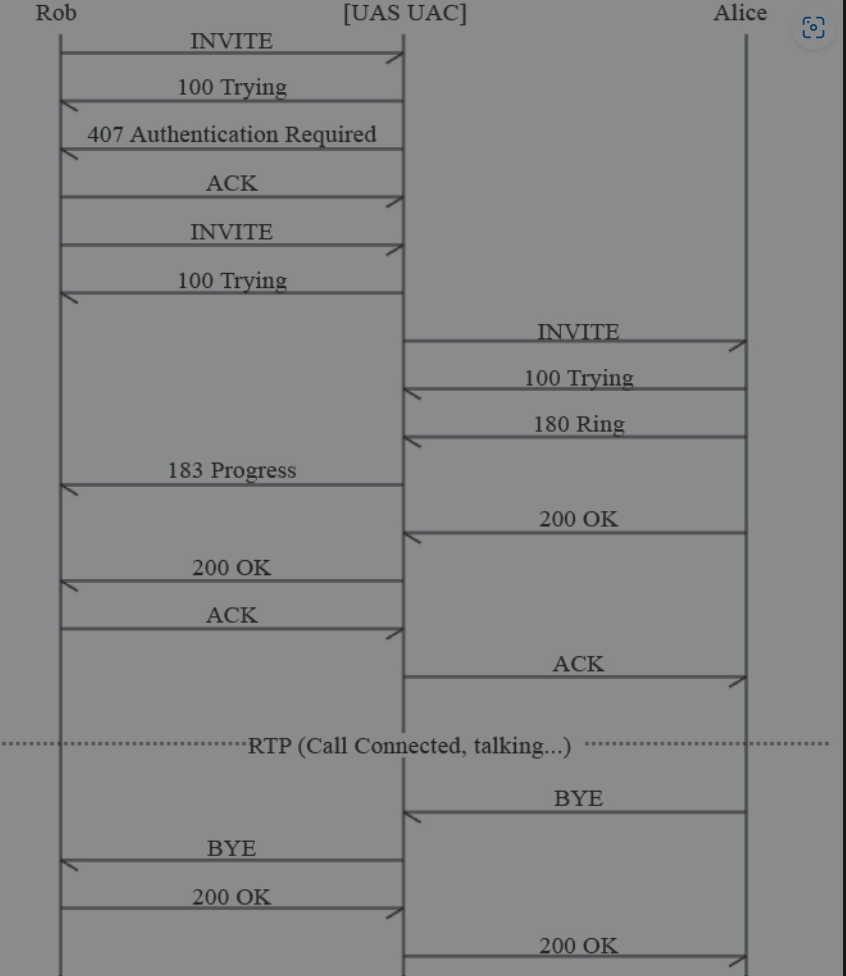 Rob [UAS UAC] Alice
INVITE
100 Trying
407 Authentication Required
ACK
INVITE
100 Trying
INVITE
100 Trying
180 Ring
183 Progress
200 OK
200 OK
ACK
ACK
RTP (Call Connected, talking...)
BYE
BYE
200 OK
200 OK